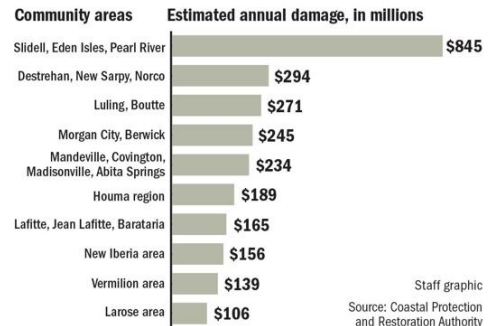 Community areas Estimated annual damage, in millions
Slidell, Eden Isles, Pearl River $845
Destrehan, New Sarpy, Norco $294
Luling, Boutte $271
Morgan City, Berwick $245
Mandeville, Covington,
Madisonville, Abita Springs $234
Houma region $189
Lafitte, Jean Lafitte, Barataria $165
New Iberia area $156
Vermilion area $139
Larose area $106
Staff graphic
Source: Coastal Protection
and Restoration Authority